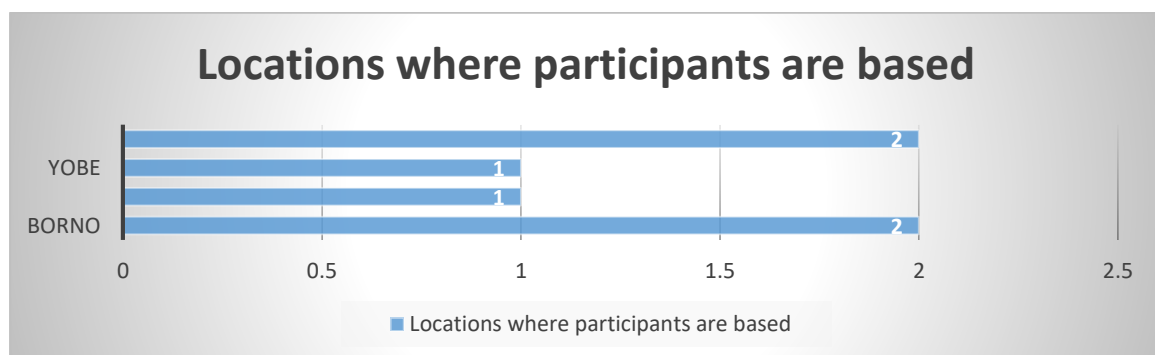 Locations where participants are based
2
YOBE
1
1
BORNO
2
0 0.5 1 1.5 2 2.5
Locations where participants are based